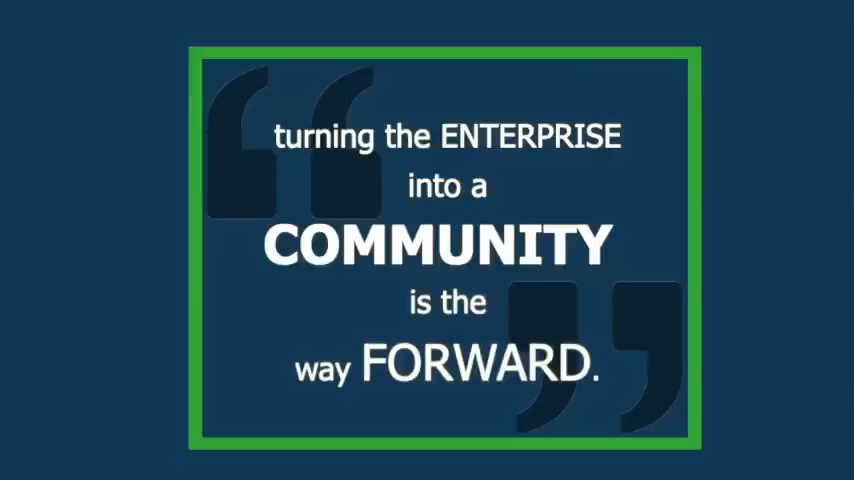 turning the ENTERPRISE
into a
COMMUNITY
is the
way FORWARD.